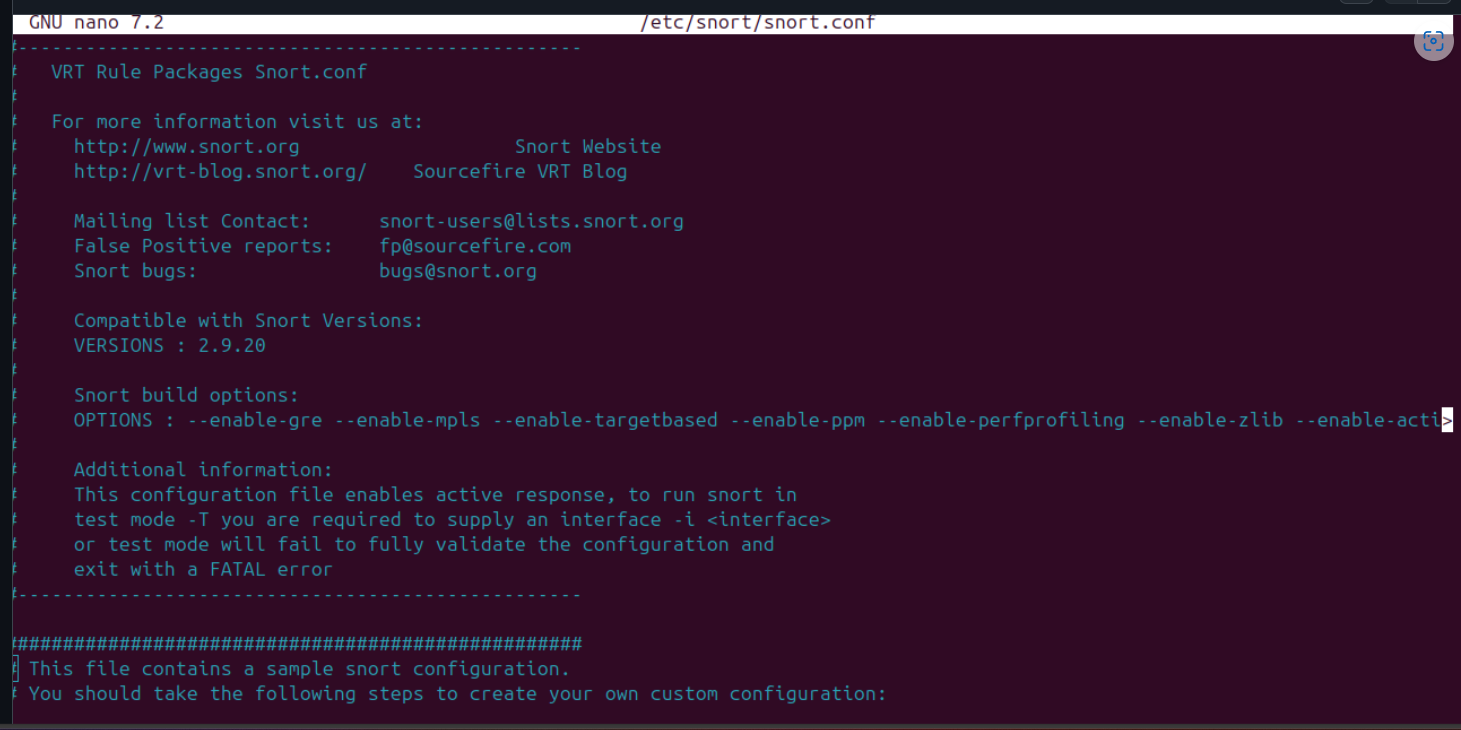 GNU nano 7.2 /etc/snort/snort.conf
#--------------------------------------------------
# VRT Rule Packages Snort.conf
#
# For more information visit us at:
# http://www.snort.org Snort Website
# http://vrt-blog.snort.org/ Sourcefire VRT Blog
#
# Mailing list Contact: snort-users@lists.snort.org
# False Positive reports: fp@sourcefire.com
# Snort bugs: bugs@snort.org
#
# Compatible with Snort Versions:
# VERSIONS : 2.9.20
#
# Snort build options:
# OPTIONS : --enable-gre --enable-mpls --enable-targetbased --enable-ppm --enable-perfprofiling --enable-zlib --enable-acti>
#
# Additional information:
# This configuration file enables active response, to run snort in
# test mode -T you are required to supply an interface -i <interface>
# or test mode will fail to fully validate the configuration and
# exit with a FATAL error
#--------------------------------------------------
###################################################
# This file contains a sample snort configuration.
# You should take the following steps to create your own custom configuration: